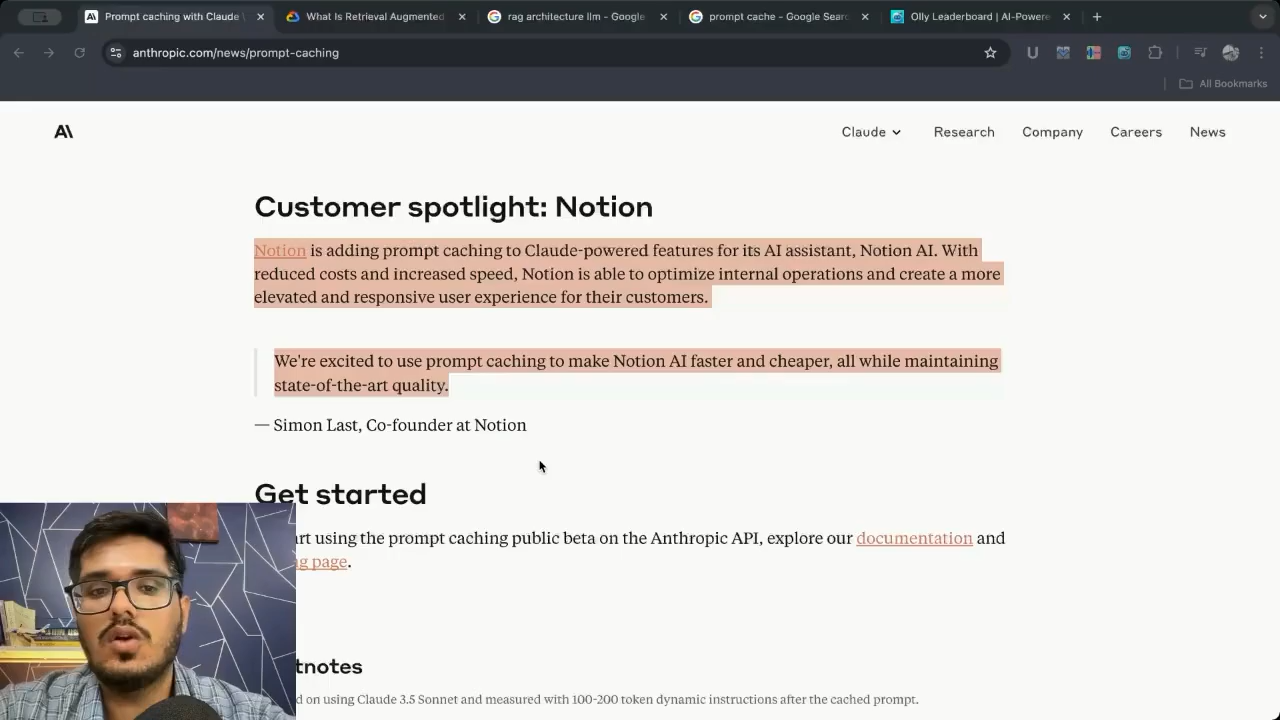 Prompt caching with Claude \
What Is Retrieval Augmented
rag architecture llm - Google
prompt cache - Google Sear
Olly Leaderboard | AI-Powere
anthropic.com/news/prompt-caching
All Bookmarks
Claude
Research
Company
Careers
News
Customer spotlight: Notion
Notion is adding prompt caching to Claude-powered features for its AI assistant, Notion AI. With
reduced costs and increased speed, Notion is able to optimize internal operations and create a more
elevated and responsive user experience for their customers.
We're excited to use prompt caching to make Notion AI faster and cheaper, all while maintaining
state-of-the-art quality.
— Simon Last, Co-founder at Notion
Get started
art using the prompt caching public beta on the Anthropic API, explore our documentation and
g page.
tnotes
d on using Claude 3.5 Sonnet and measured with 100-200 token dynamic instructions after the cached prompt.